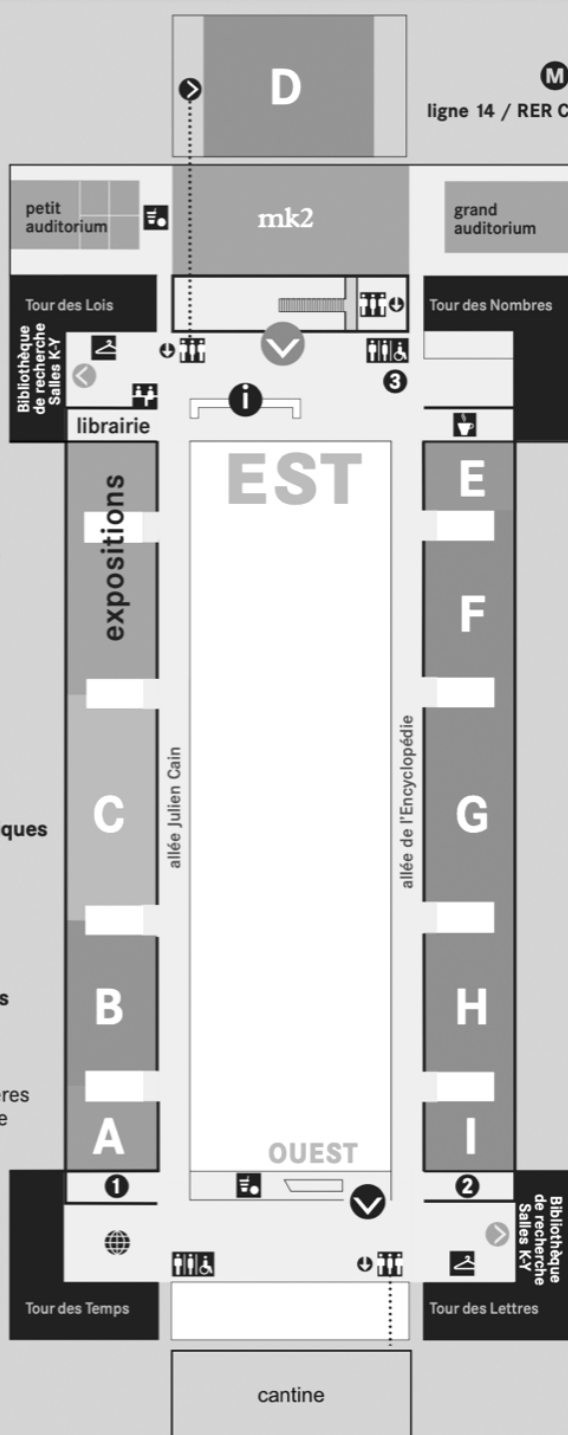 D
M
ligne 14 / RER C
petit
auditorium
mk2
grand
auditorium
Tour des Lois
Tour des Nombres
Bibliothèque
de recherche
Salles K-Y
3
librairie
i
EST
expositions
E
F
allée Julien Cain
allée de l'Encyclopédie
C
G
iques
B
H
s
ères
e
A
I
OUEST
1
2
Bibliothèque
de recherche
Salles K-Y
Tour des Temps
Tour des Lettres
cantine